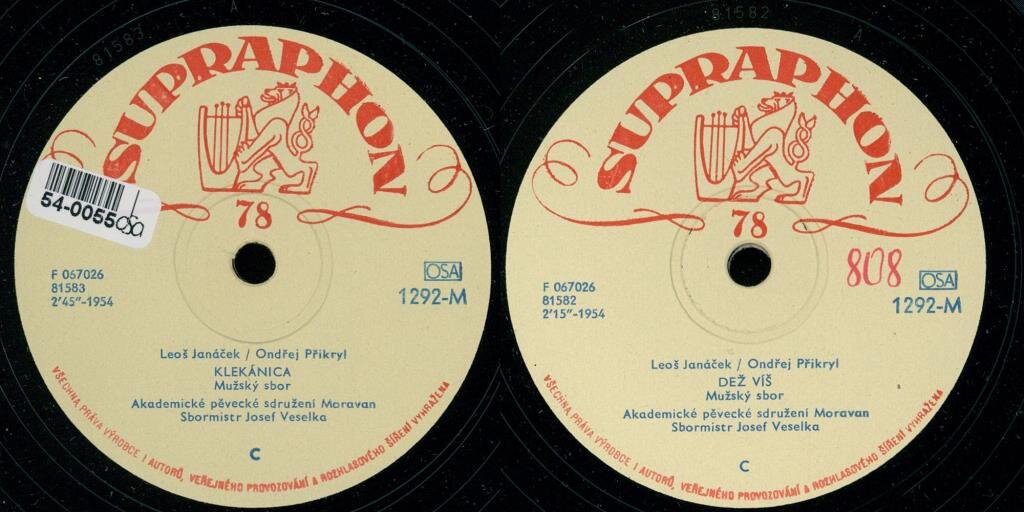 81583
A
SUPRAPHON
78
54-0055
osa
F 067026
81583
2'45"-1954
OSA
1292-M
Leoš Janáček / Ondřej Přikryl
KLEKÁNICA
Mužský sbor
Akademické pěvecké sdružení Moravan
Sbormistr Josef Veselka
C
VŠECHNA PRÁVA VÝROBCE I AUTORŮ, VEŘEJNÉHO PROVOZOVÁNÍ A ROZHLASOVÉHO ŠÍŘENÍ VYHRAŽENA
81582
A
SUPRAPHON
78
808
F 067026
81582
2'15"-1954
OSA
1292-M
Leoš Janáček / Ondřej Přikryl
DEŽ VÍŠ
Mužský sbor
Akademické pěvecké sdružení Moravan
Sbormistr Josef Veselka
C
VŠECHNA PRÁVA VÝROBCE I AUTORŮ, VEŘEJNÉHO PROVOZOVÁNÍ A ROZHLASOVÉHO ŠÍŘENÍ VYHRAŽENA